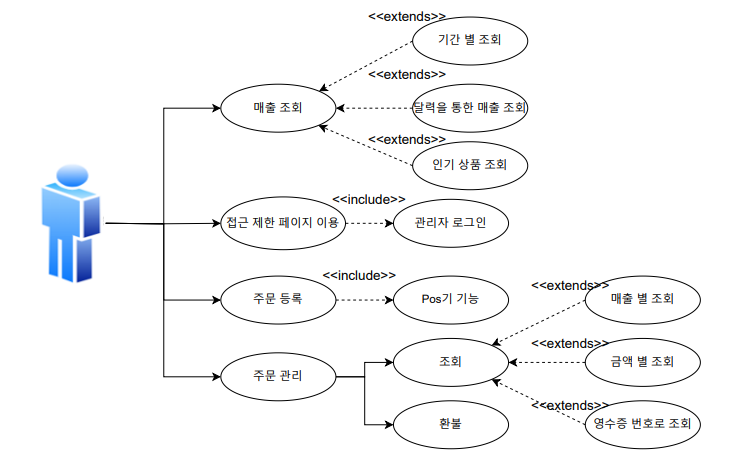 <<extends>>
기간 별 조회
<<extends>>
매출 조회
달력을 통한 매출 조회
<<extends>>
인기 상품 조회
<<include>>
접근 제한 페이지 이용
관리자 로그인
<<include>>
주문 등록
Pos기 기능
<<extends>>
매출 별 조회
<<extends>>
주문 관리
조회
금액 별 조회
<<extends>>
환불
영수증 번호로 조회